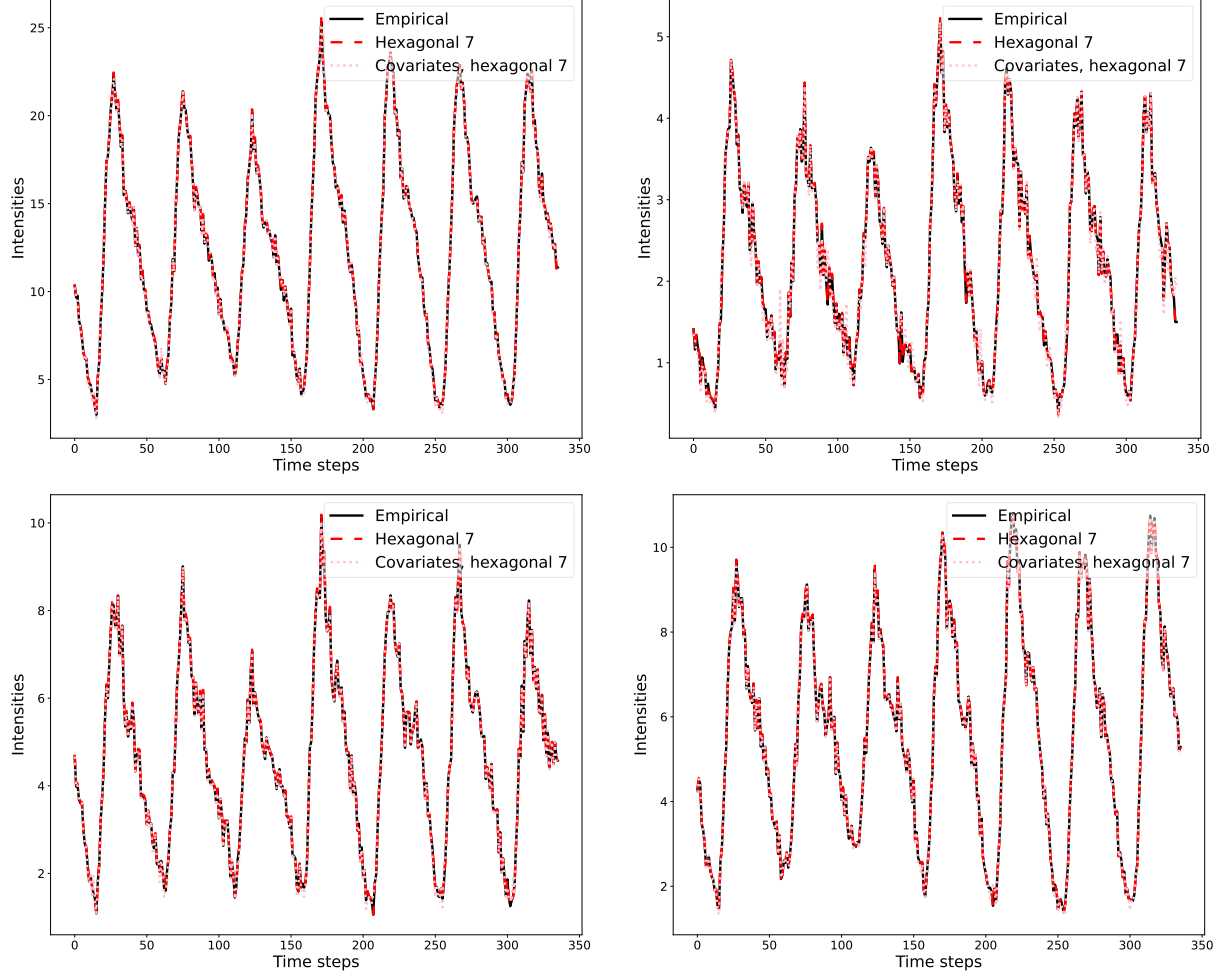 Empirical
Hexagonal 7
Covariates, hexagonal 7
25
20
15
10
5
Intensities
0 50 100 150 200 250 300 350
Time steps
Empirical
Hexagonal 7
Covariates, hexagonal 7
5
4
3
2
1
Intensities
0 50 100 150 200 250 300 350
Time steps
Empirical
Hexagonal 7
Covariates, hexagonal 7
10
8
6
4
2
Intensities
0 50 100 150 200 250 300 350
Time steps
Empirical
Hexagonal 7
Covariates, hexagonal 7
10
8
6
4
2
Intensities
0 50 100 150 200 250 300 350
Time steps